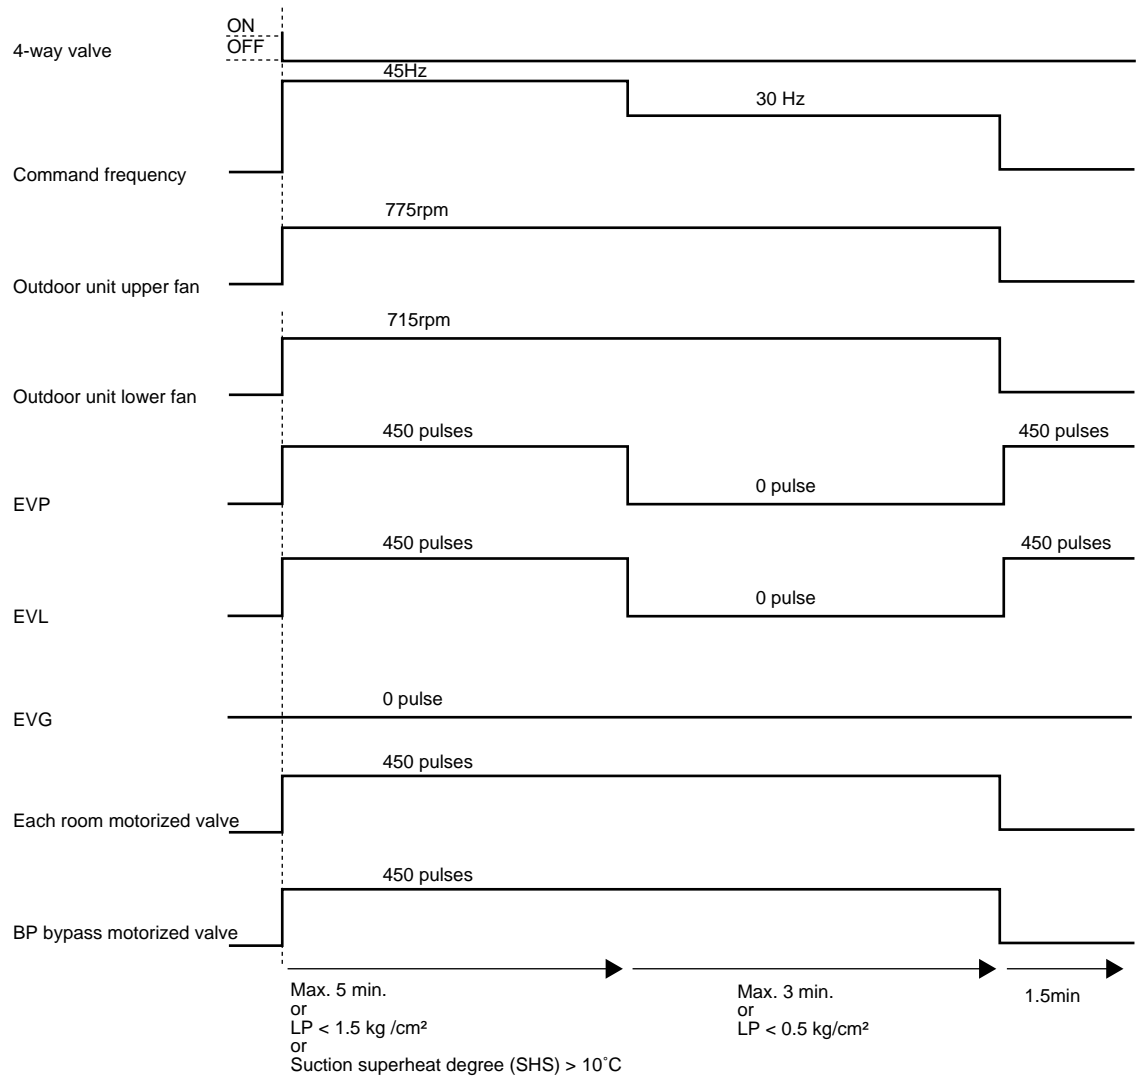 ON
OFF
4-way valve
45Hz
30 Hz
Command frequency
775rpm
Outdoor unit upper fan
715rpm
Outdoor unit lower fan
450 pulses
450 pulses
0 pulse
EVP
450 pulses
450 pulses
0 pulse
EVL
0 pulse
EVG
450 pulses
Each room motorized valve
450 pulses
BP bypass motorized valve
Max. 5 min.
or
LP < 1.5 kg /cm²
or
Suction superheat degree (SHS) > 10˚C
Max. 3 min.
or
LP < 0.5 kg/cm²
1.5min